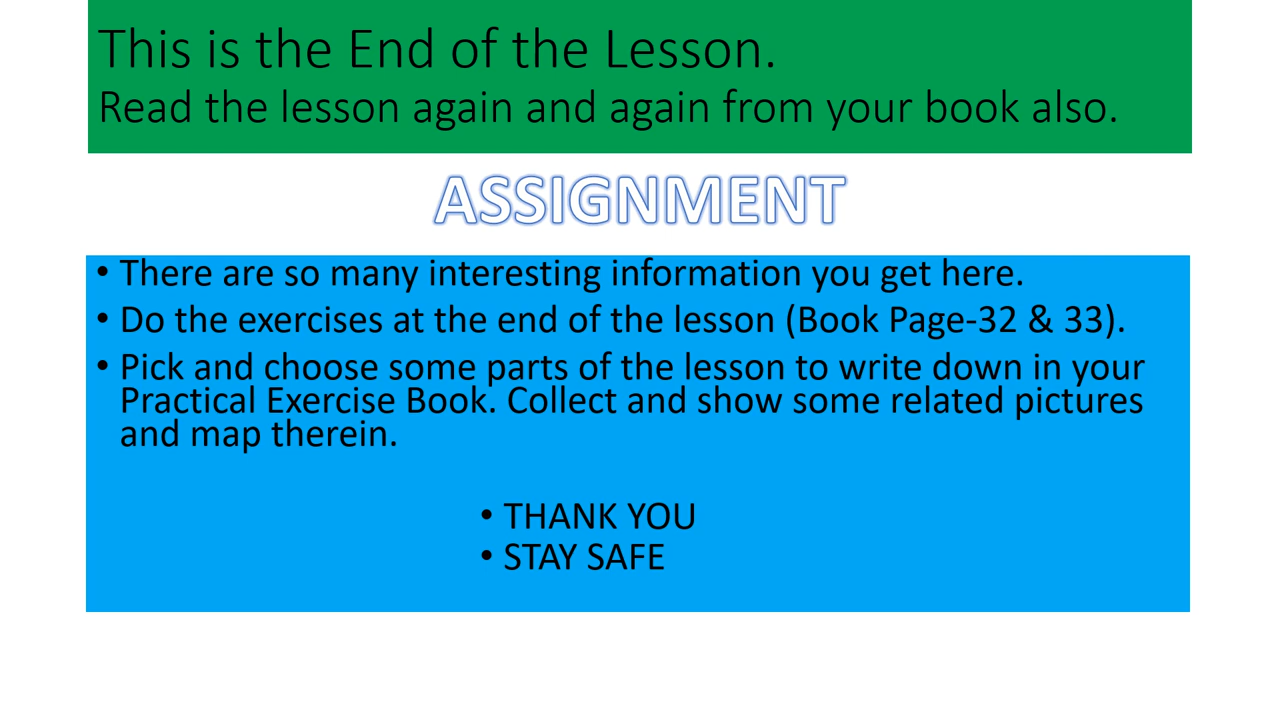 This is the End of the Lesson.
Read the lesson again and again from your book also.
ASSIGNMENT
• There are so many interesting information you get here.
• Do the exercises at the end of the lesson (Book Page-32 & 33).
• Pick and choose some parts of the lesson to write down in your
Practical Exercise Book. Collect and show some related pictures
and map therein.
• THANK YOU
• STAY SAFE